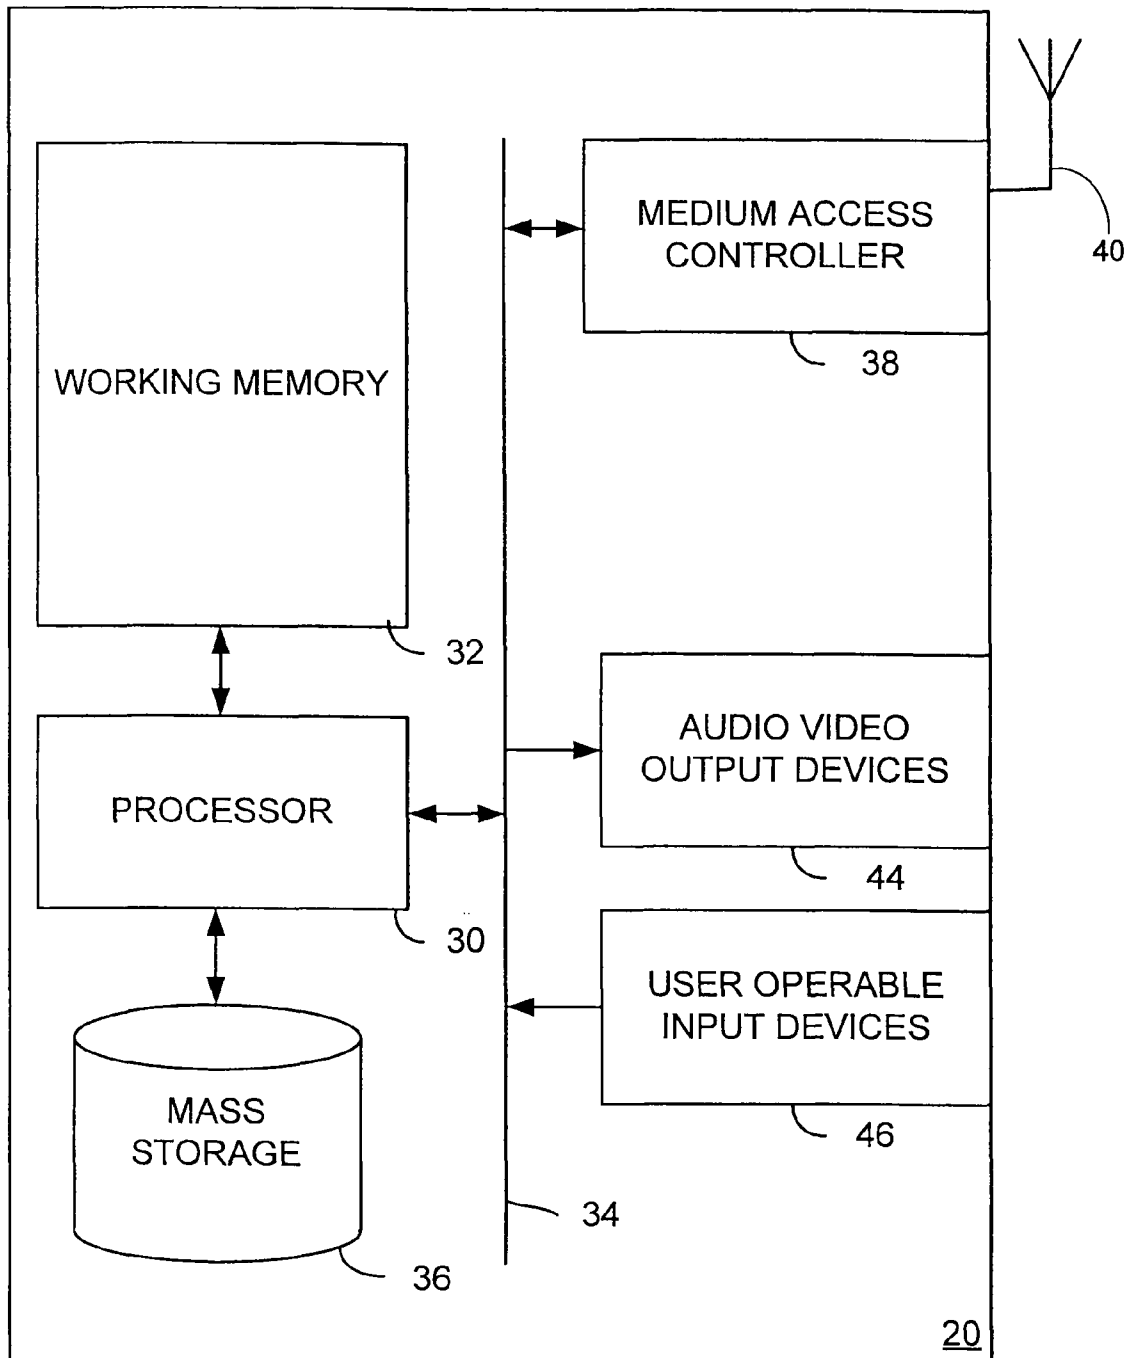 MEDIUM ACCESS
CONTROLLER
40
38
WORKING MEMORY
32
AUDIO VIDEO
OUTPUT DEVICES
44
PROCESSOR
30
USER OPERABLE
INPUT DEVICES
46
MASS
STORAGE
34
36
20